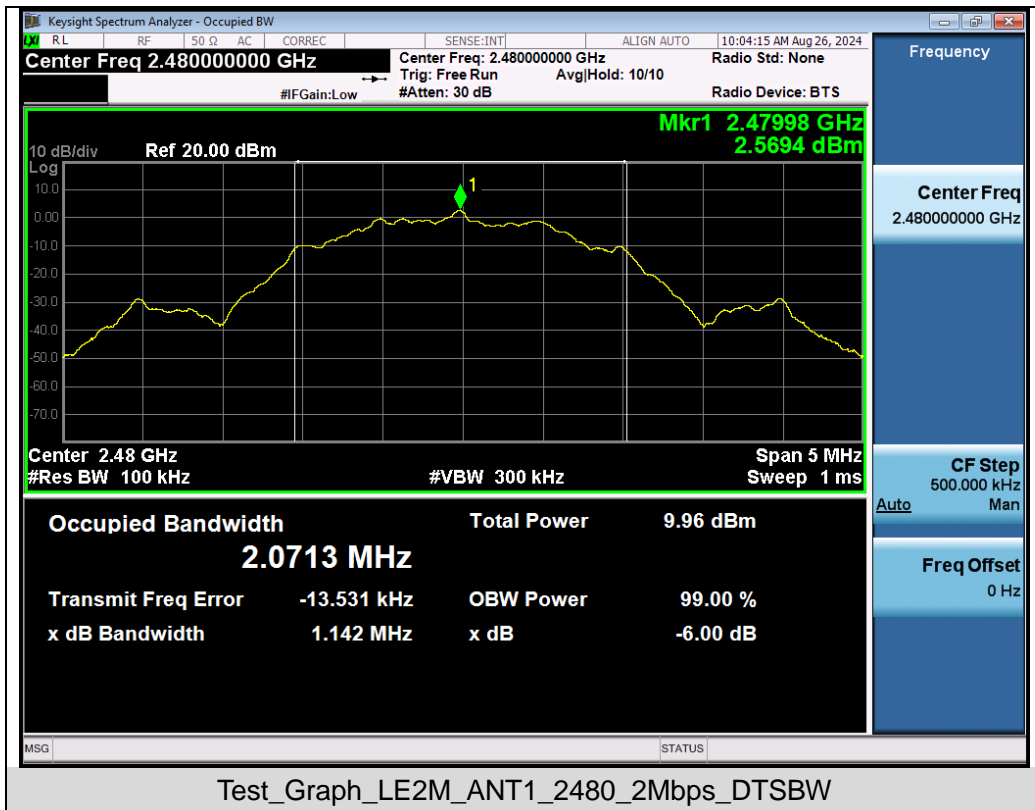 Keysight Spectrum Analyzer - Occupied BW
LXI RL RF 50 Ω AC CORREC SENSE:INT ALIGN AUTO 10:04:15 AM Aug 26, 2024
Center Freq 2.480000000 GHz
Center Freq: 2.480000000 GHz
Radio Std: None
Trig: Free Run Avg|Hold: 10/10
#IFGain:Low
#Atten: 30 dB
Radio Device: BTS
Mkr1 2.47998 GHz
2.5694 dBm
10 dB/div Ref 20.00 dBm
Log
10.0
0.00
-10.0
-20.0
-30.0
-40.0
-50.0
-60.0
-70.0
1
Center 2.48 GHz Span 5 MHz
#Res BW 100 kHz #VBW 300 kHz Sweep 1 ms
Occupied Bandwidth Total Power 9.96 dBm
2.0713 MHz
Transmit Freq Error -13.531 kHz OBW Power 99.00 %
x dB Bandwidth 1.142 MHz x dB -6.00 dB
Frequency
Center Freq
2.480000000 GHz
CF Step
500.000 kHz
Auto Man
Freq Offset
0 Hz
MSG STATUS
Test_Graph_LE2M_ANT1_2480_2Mbps_DTSBW